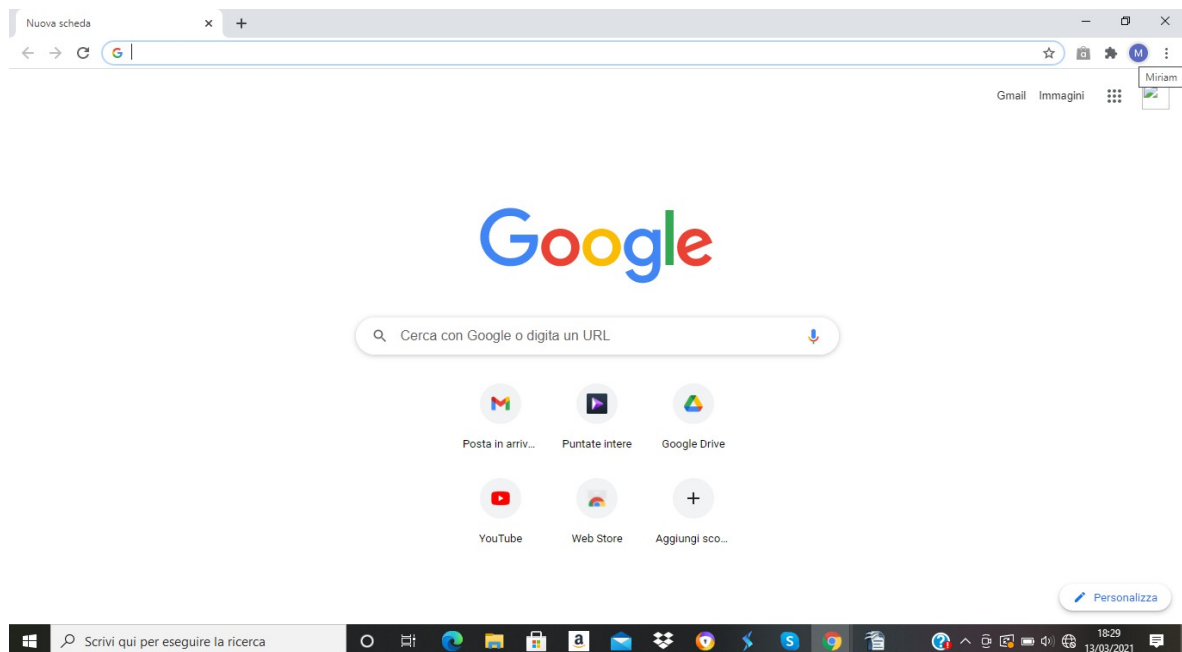 Nuova scheda
M
Miriam
Gmail Immagini
Google
Cerca con Google o digita un URL
Posta in arriv... Puntate intere Google Drive
YouTube Web Store Aggiungi sco...
Personalizza
Scrivi qui per eseguire la ricerca
18:29
13/03/2021